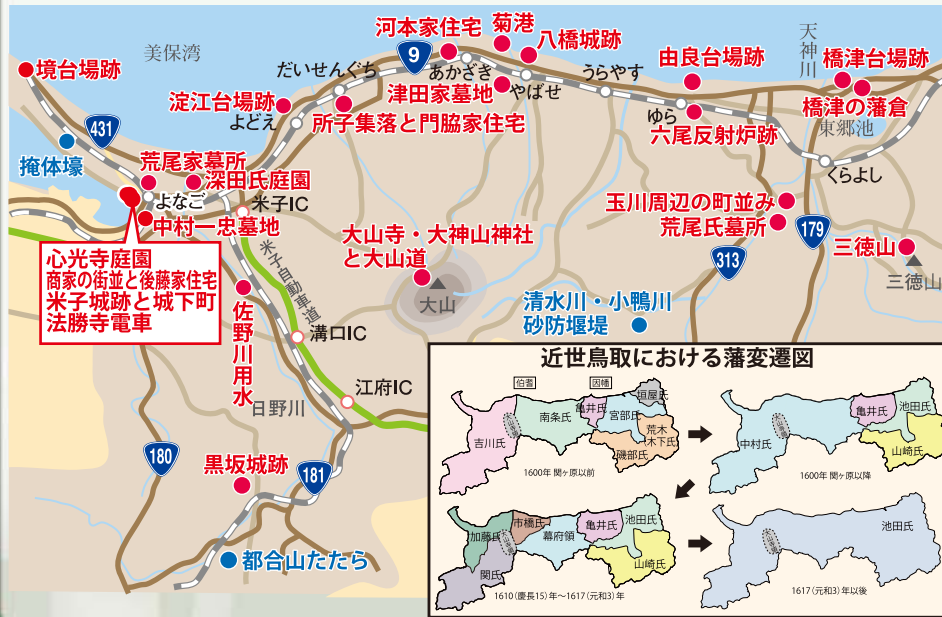 境台場跡
美保湾
淀江台場跡
よどえ
だいせんぐち
河本家住宅
9
あかざき
菊港
八橋城跡
津田家墓地
やばせ
所子集落と門脇家住宅
うらやす
由良台場跡
ゆら
六尾反射炉跡
天神川
橋津台場跡
橋津の藩倉
東郷池
くらよし
431
掩体壕
荒尾家墓所
深田氏庭園
よなご
米子IC
中村一忠墓地
心光寺庭園
商家の街並と後藤家住宅
米子城跡と城下町
法勝寺電車
米子自動車道
佐野川用水
溝口IC
江府IC
日野川
大山寺・大神山神社
と大山道
大山
清水川・小鴨川
砂防堰堤
玉川周辺の町並み
荒尾氏墓所
313
179
三徳山
三徳山
180
黒坂城跡
181
都合山たたら
近世鳥取における藩変遷図
伯耆
因幡
吉川氏
南条氏
亀井氏
宮部氏
垣屋氏
荒木
木下氏
磯部氏
1600年 関ヶ原以前
中村氏
亀井氏
池田氏
山崎氏
1600年 関ヶ原以降
加藤氏
市橋氏
関氏
幕府領
亀井氏
池田氏
山崎氏
1610(慶長15)年〜1617(元和3)年
池田氏
1617(元和3)年以後